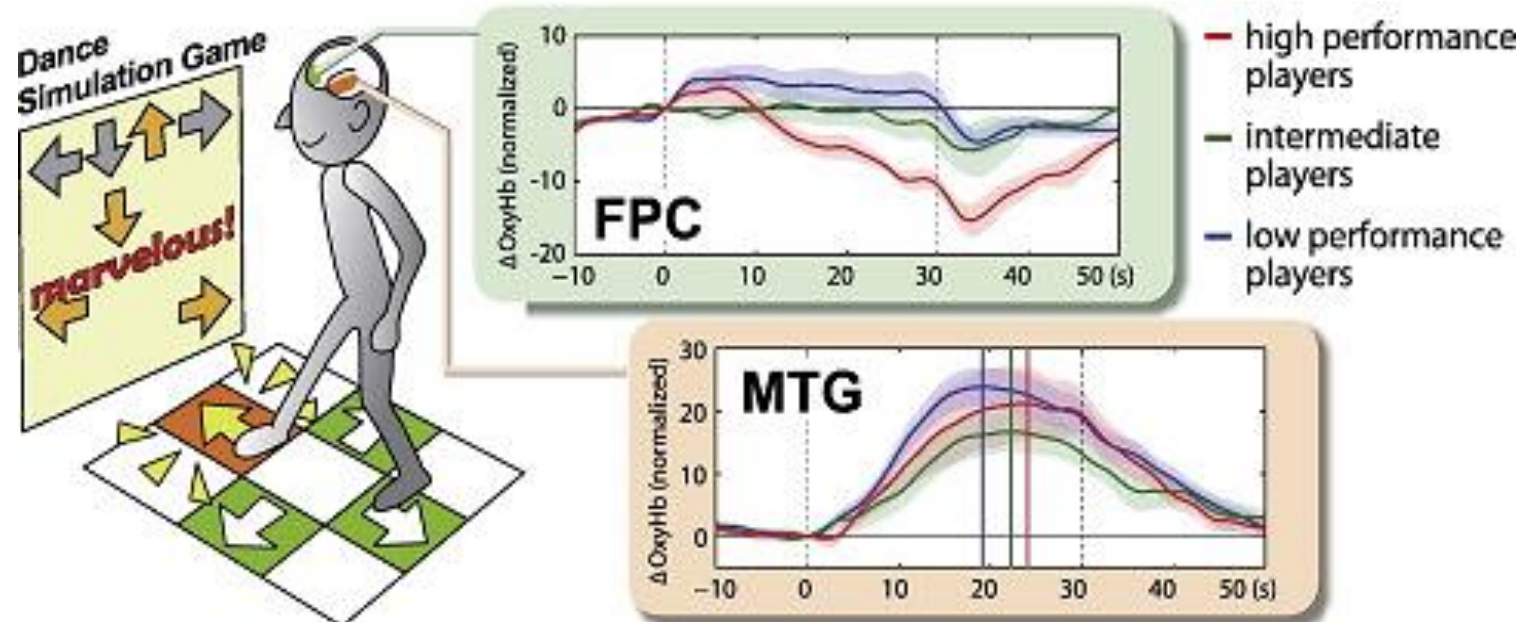 Dance
Simulation Game
marvelous!
ΔOxyHb (normalized)
10
0
-10
-20
FPC
−10 0 10 20 30 40 50 (s)
high performance
players
intermediate
players
low performance
players
ΔOxyHb (normalized)
30
20
10
0
MTG
−10 0 10 20 30 40 50 (s)